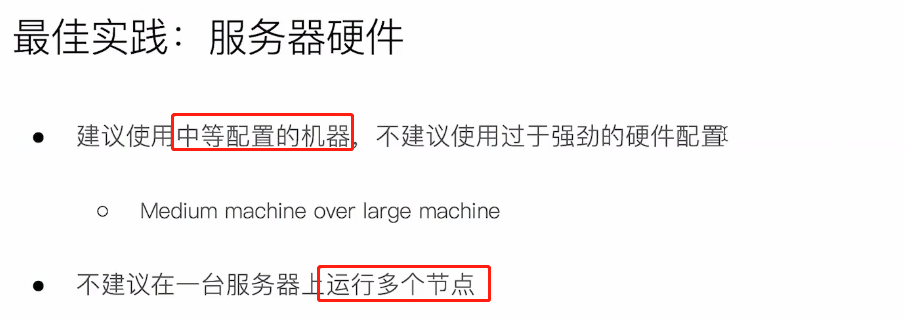 最佳实践：服务器硬件
建议使用中等配置的机器，不建议使用过于强劲的硬件配置
Medium machine over large machine
不建议在一台服务器上运行多个节点